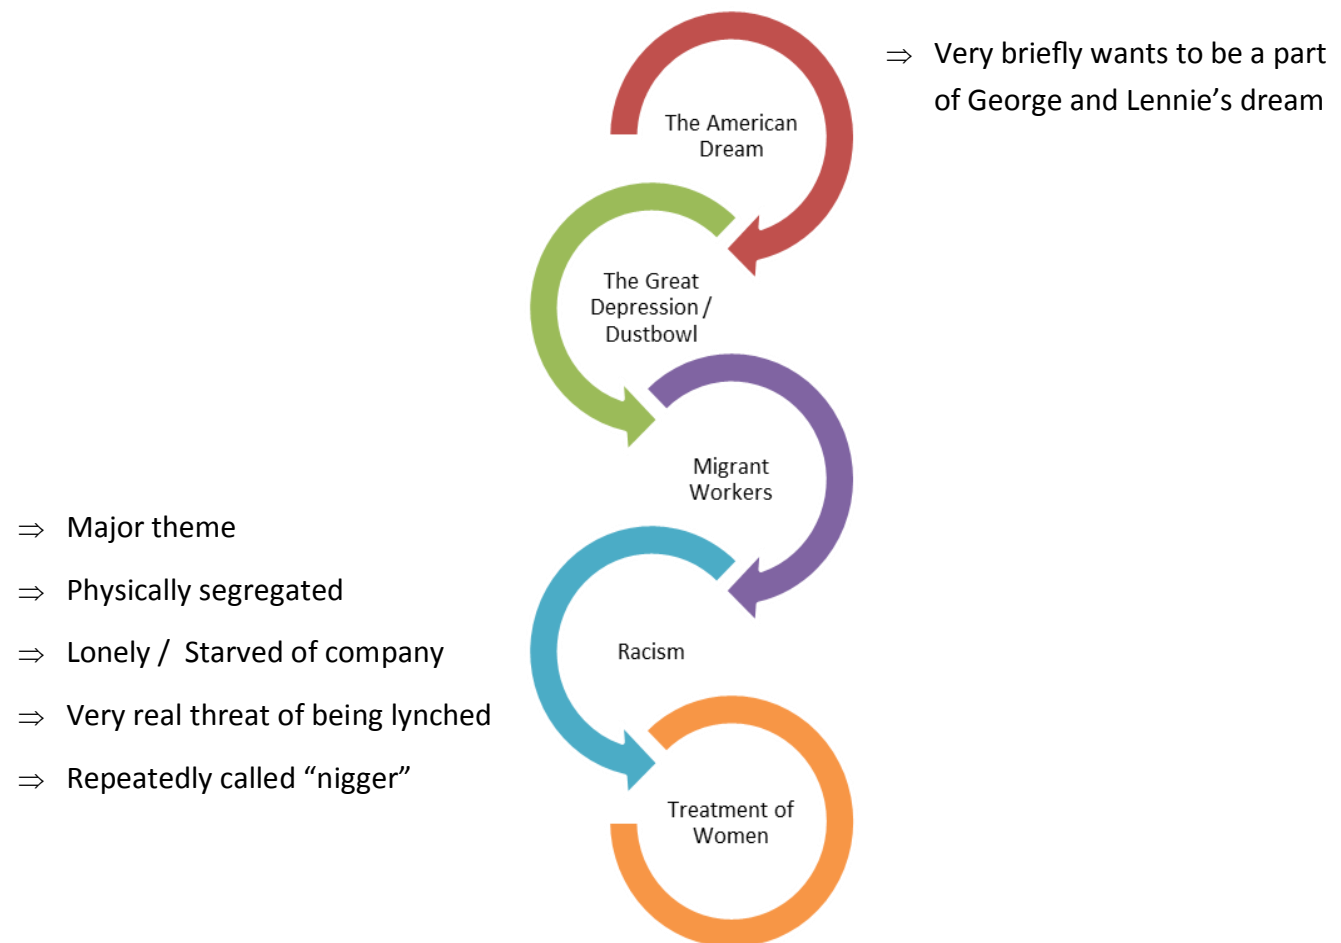 ⇒ Very briefly wants to be a part
of George and Lennie’s dream
The American
Dream
The Great
Depression /
Dustbowl
Migrant
Workers
⇒ Major theme
⇒ Physically segregated
⇒ Lonely / Starved of company
⇒ Very real threat of being lynched
⇒ Repeatedly called “nigger”
Racism
Treatment of
Women